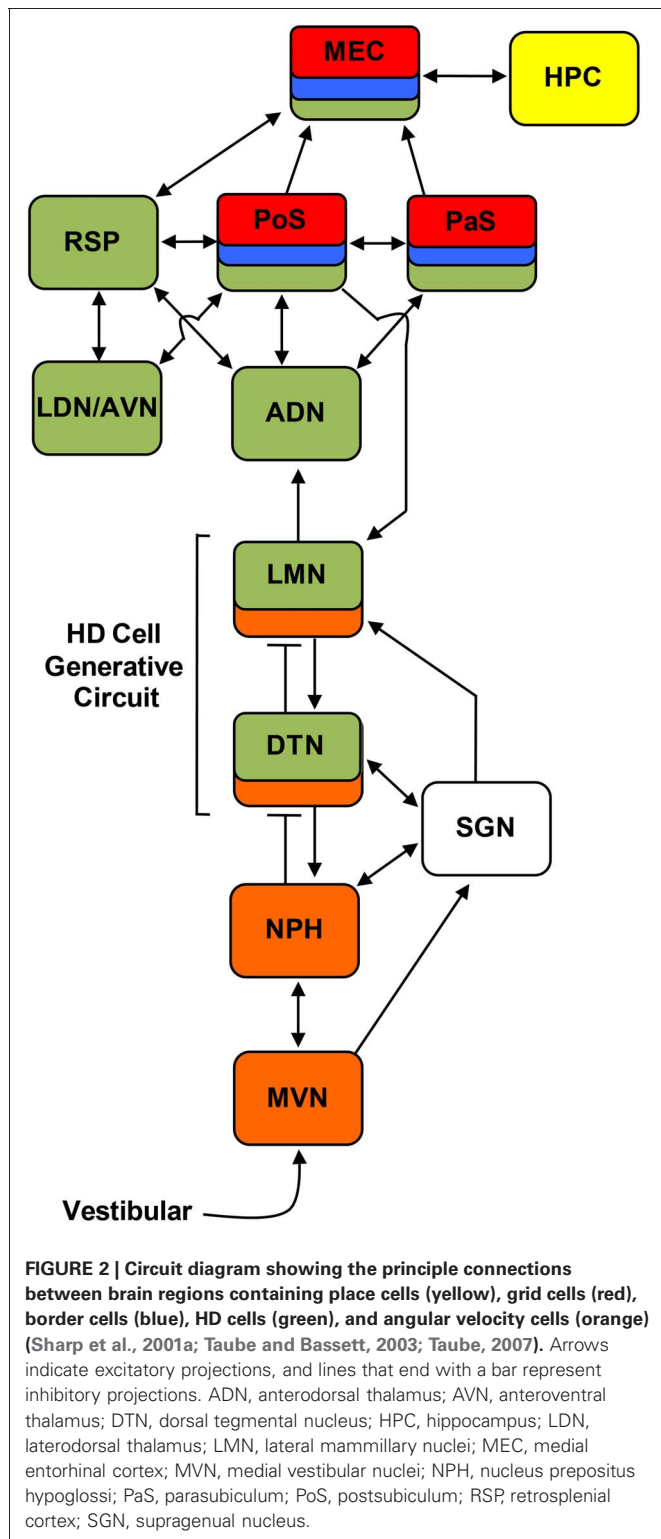 MEC
HPC
RSP
PoS
PaS
LDN/AVN
ADN
LMN
HD Cell
Generative
Circuit
DTN
SGN
NPH
MVN
Vestibular
FIGURE 2 | Circuit diagram showing the principle connections
between brain regions containing place cells (yellow), grid cells (red),
border cells (blue), HD cells (green), and angular velocity cells (orange)
(Sharp et al., 2001a; Taube and Bassett, 2003; Taube, 2007). Arrows
indicate excitatory projections, and lines that end with a bar represent
inhibitory projections. ADN, anterodorsal thalamus; AVN, anteroventral
thalamus; DTN, dorsal tegmental nucleus; HPC, hippocampus; LDN,
laterodorsal thalamus; LMN, lateral mammillary nuclei; MEC, medial
entorhinal cortex; MVN, medial vestibular nuclei; NPH, nucleus prepositus
hypoglossi; PaS, parasubiculum; PoS, postsubiculum; RSP, retrosplenial
cortex; SGN, supragenual nucleus.